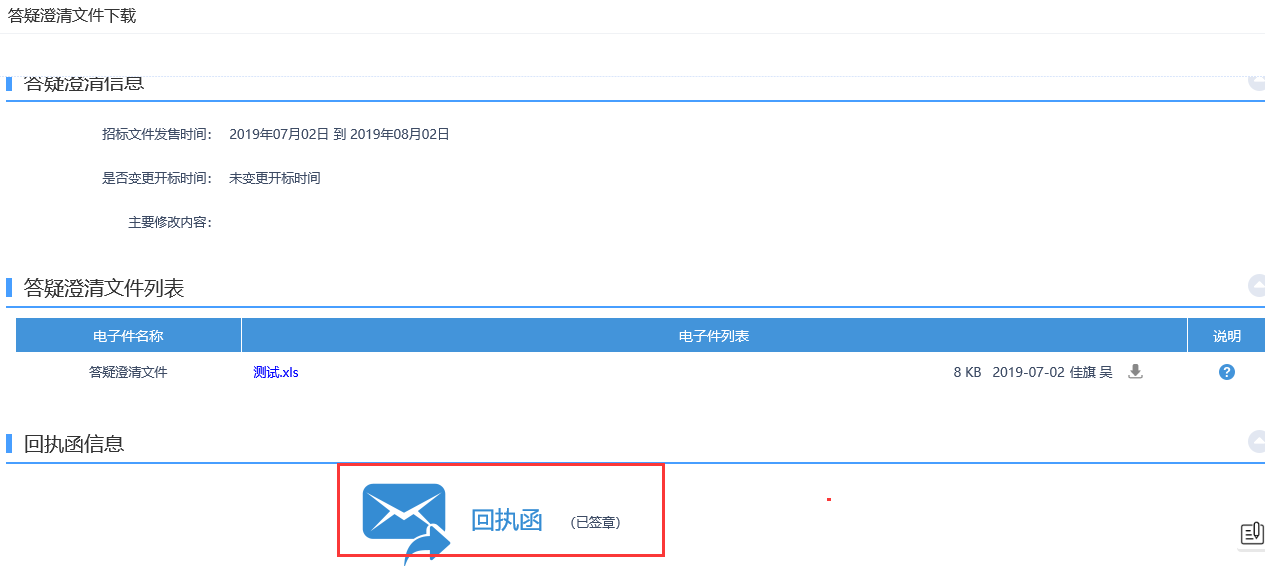 答疑澄清文件下载
答疑澄清信息
招标文件发售时间： 2019年07月02日 到 2019年08月02日
是否变更开标时间： 未变更开标时间
主要修改内容：
答疑澄清文件列表
电子件名称 电子件列表 说明
答疑澄清文件 测试.xls 8 KB 2019-07-02 佳旗 吴
回执函信息
回执函 (已签章)